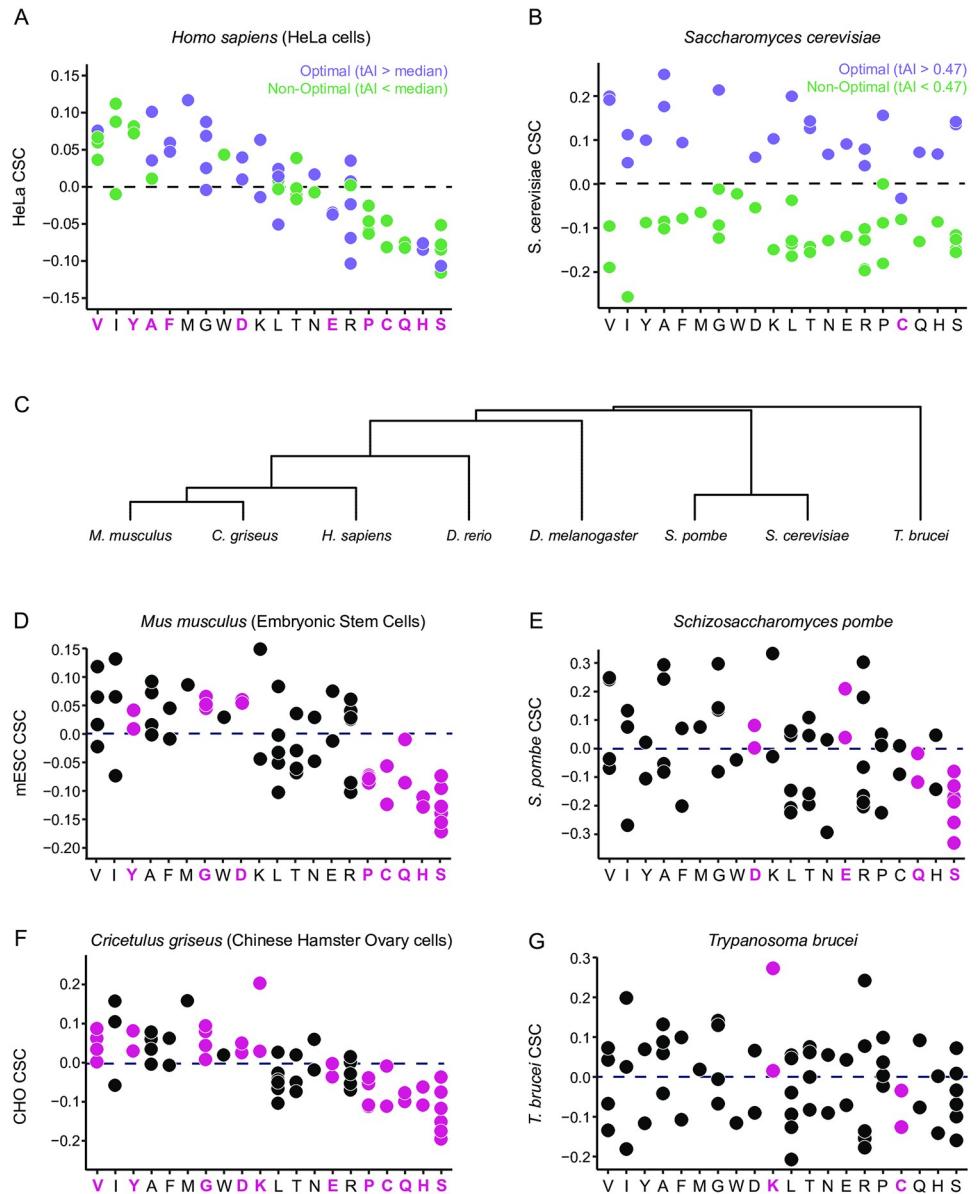 A
Homo sapiens (HeLa cells)
Optimal (tAI > median)
Non-Optimal (tAI < median)
HeLa CSC
0.15
0.10
0.05
0.0
−0.05
−0.10
−0.15
V I Y A F M G W D K L T N E R P C Q H S
B
Saccharomyces cerevisiae
Optimal (tAI > 0.47)
Non-Optimal (tAI < 0.47)
S. cerevisiae CSC
0.2
0.1
0.0
−0.1
−0.2
V I Y A F M G W D K L T N E R P C Q H S
C
M. musculus C. griseus H. sapiens D. rerio D. melanogaster S. pombe S. cerevisiae T. brucei
D
Mus musculus (Embryonic Stem Cells)
mESC CSC
0.15
0.10
0.05
0.0
−0.05
−0.10
−0.15
−0.20
V I Y A F M G W D K L T N E R P C Q H S
E
Schizosaccharomyces pombe
S. pombe CSC
0.3
0.2
0.1
0.0
−0.1
−0.2
−0.3
V I Y A F M G W D K L T N E R P C Q H S
F
Cricetulus griseus (Chinese Hamster Ovary cells)
CHO CSC
0.2
0.1
0.0
−0.1
−0.2
V I Y A F M G W D K L T N E R P C Q H S
G
Trypanosoma brucei
T. brucei CSC
0.3
0.2
0.1
0.0
−0.1
−0.2
V I Y A F M G W D K L T N E R P C Q H S